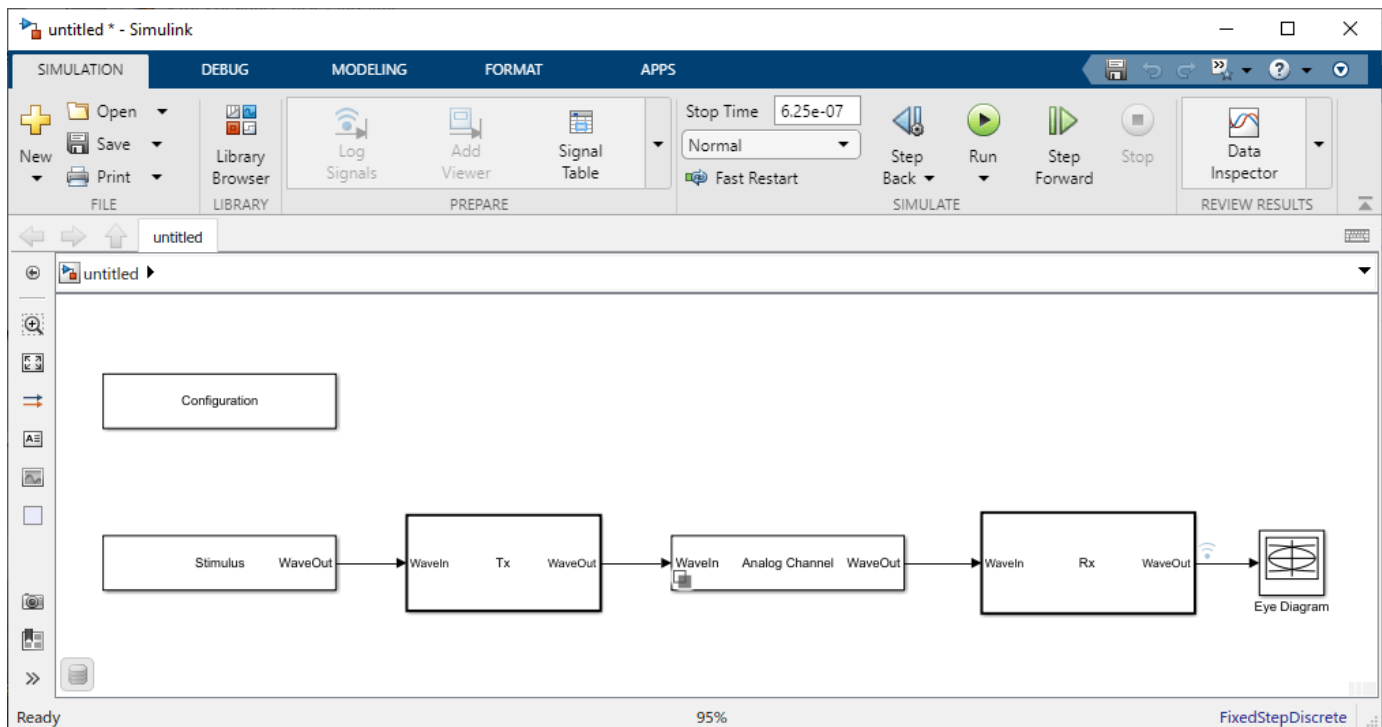 untitled * - Simulink
SIMULATION DEBUG MODELING FORMAT APPS
New
Open
Save
Print
FILE
Library
Browser
LIBRARY
Log
Signals
Add
Viewer
Signal
Table
PREPARE
Stop Time 6.25e-07
Normal
Fast Restart
Step
Back
Run
Step
Forward
Stop
SIMULATE
Data
Inspector
REVIEW RESULTS
untitled
untitled
Configuration
Stimulus WaveOut
WaveIn Tx WaveOut
WaveIn Analog Channel WaveOut
WaveIn Rx WaveOut
Eye Diagram
Ready 95% FixedStepDiscrete